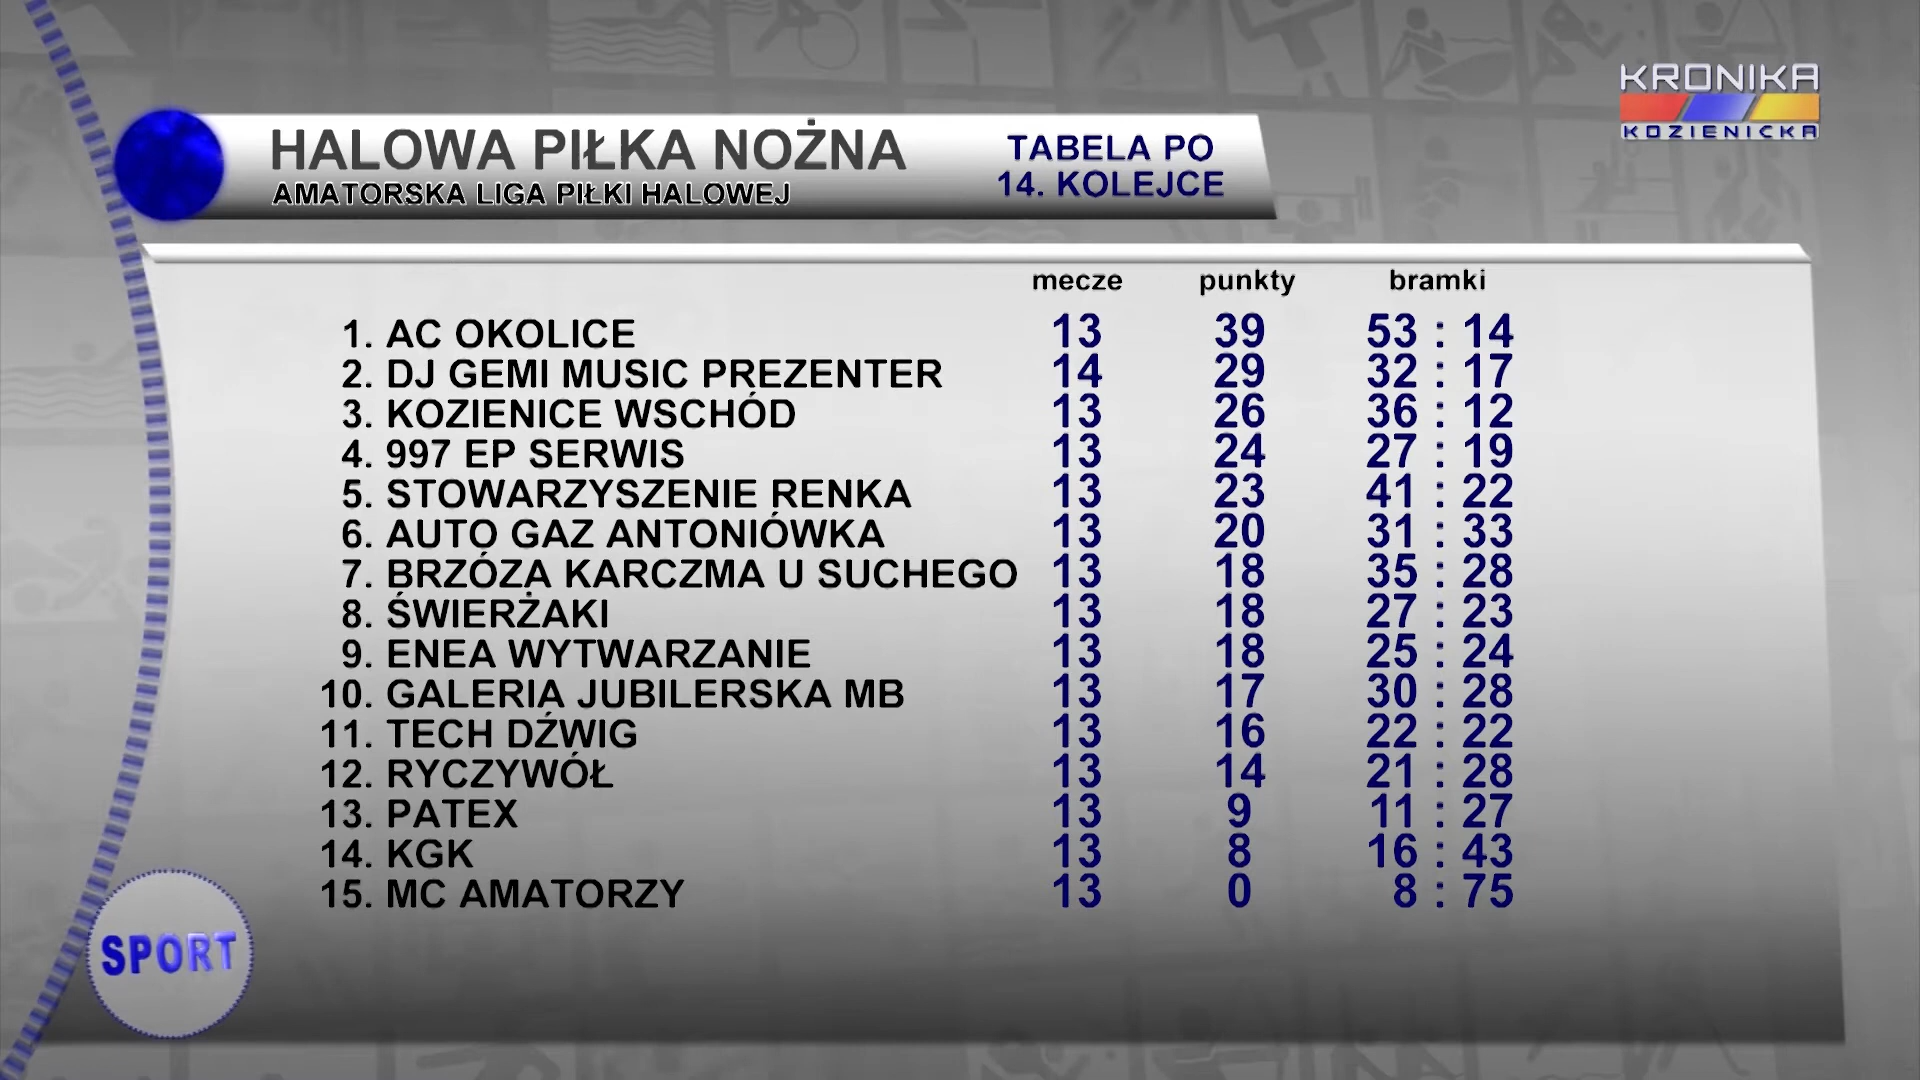 KRONIKA
KOZIENICKA
HALOWA PIŁKA NOŻNA
AMATORSKA LIGA PIŁKI HALOWEJ
TABELA PO
14. KOLEJCE
mecze punkty bramki
1. AC OKOLICE 13 39 53 : 14
2. DJ GEMI MUSIC PREZENTER 14 29 32 : 17
3. KOZIENICE WSCHÓD 13 26 36 : 12
4. 997 EP SERWIS 13 24 27 : 19
5. STOWARZYSZENIE RENKA 13 23 41 : 22
6. AUTO GAZ ANTONIÓWKA 13 20 31 : 33
7. BRZÓZA KARCZMA U SUCHEGO 13 18 35 : 28
8. ŚWIERŻAKI 13 18 27 : 23
9. ENEA WYTWARZANIE 13 18 25 : 24
10. GALERIA JUBILERSKA MB 13 17 30 : 28
11. TECH DŹWIG 13 16 22 : 22
12. RYCZYWÓŁ 13 14 21 : 28
13. PATEX 13 9 11 : 27
14. KGK 13 8 16 : 43
15. MC AMATORZY 13 0 8 : 75
SPORT